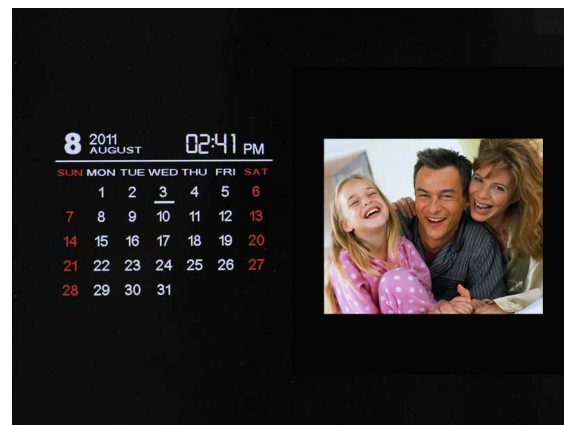 8 2011 AUGUST 02:41 PM
SUN MON TUE WED THU FRI SAT
1 2 3 4 5 6
7 8 9 10 11 12 13
14 15 16 17 18 19 20
21 22 23 24 25 26 27
28 29 30 31